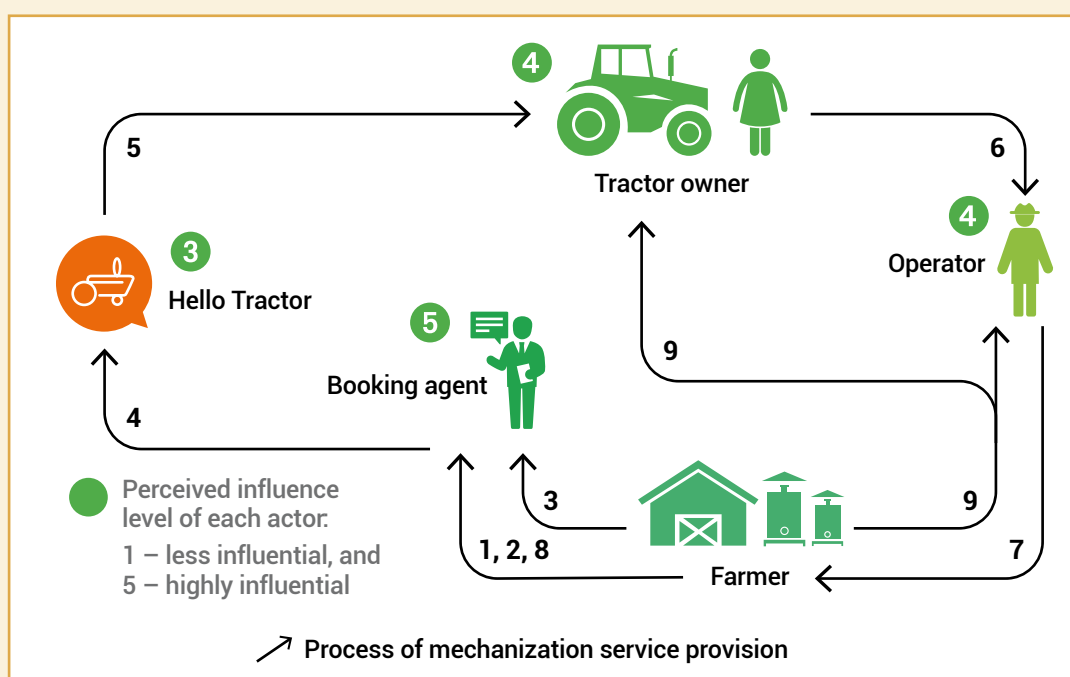 4
5
6
Tractor owner
4
3
Operator
Hello Tractor
5
9
Booking agent
4
Perceived influence
level of each actor:
1 – less influential, and
5 – highly influential
3
9
1, 2, 8
7
Farmer
Process of mechanization service provision